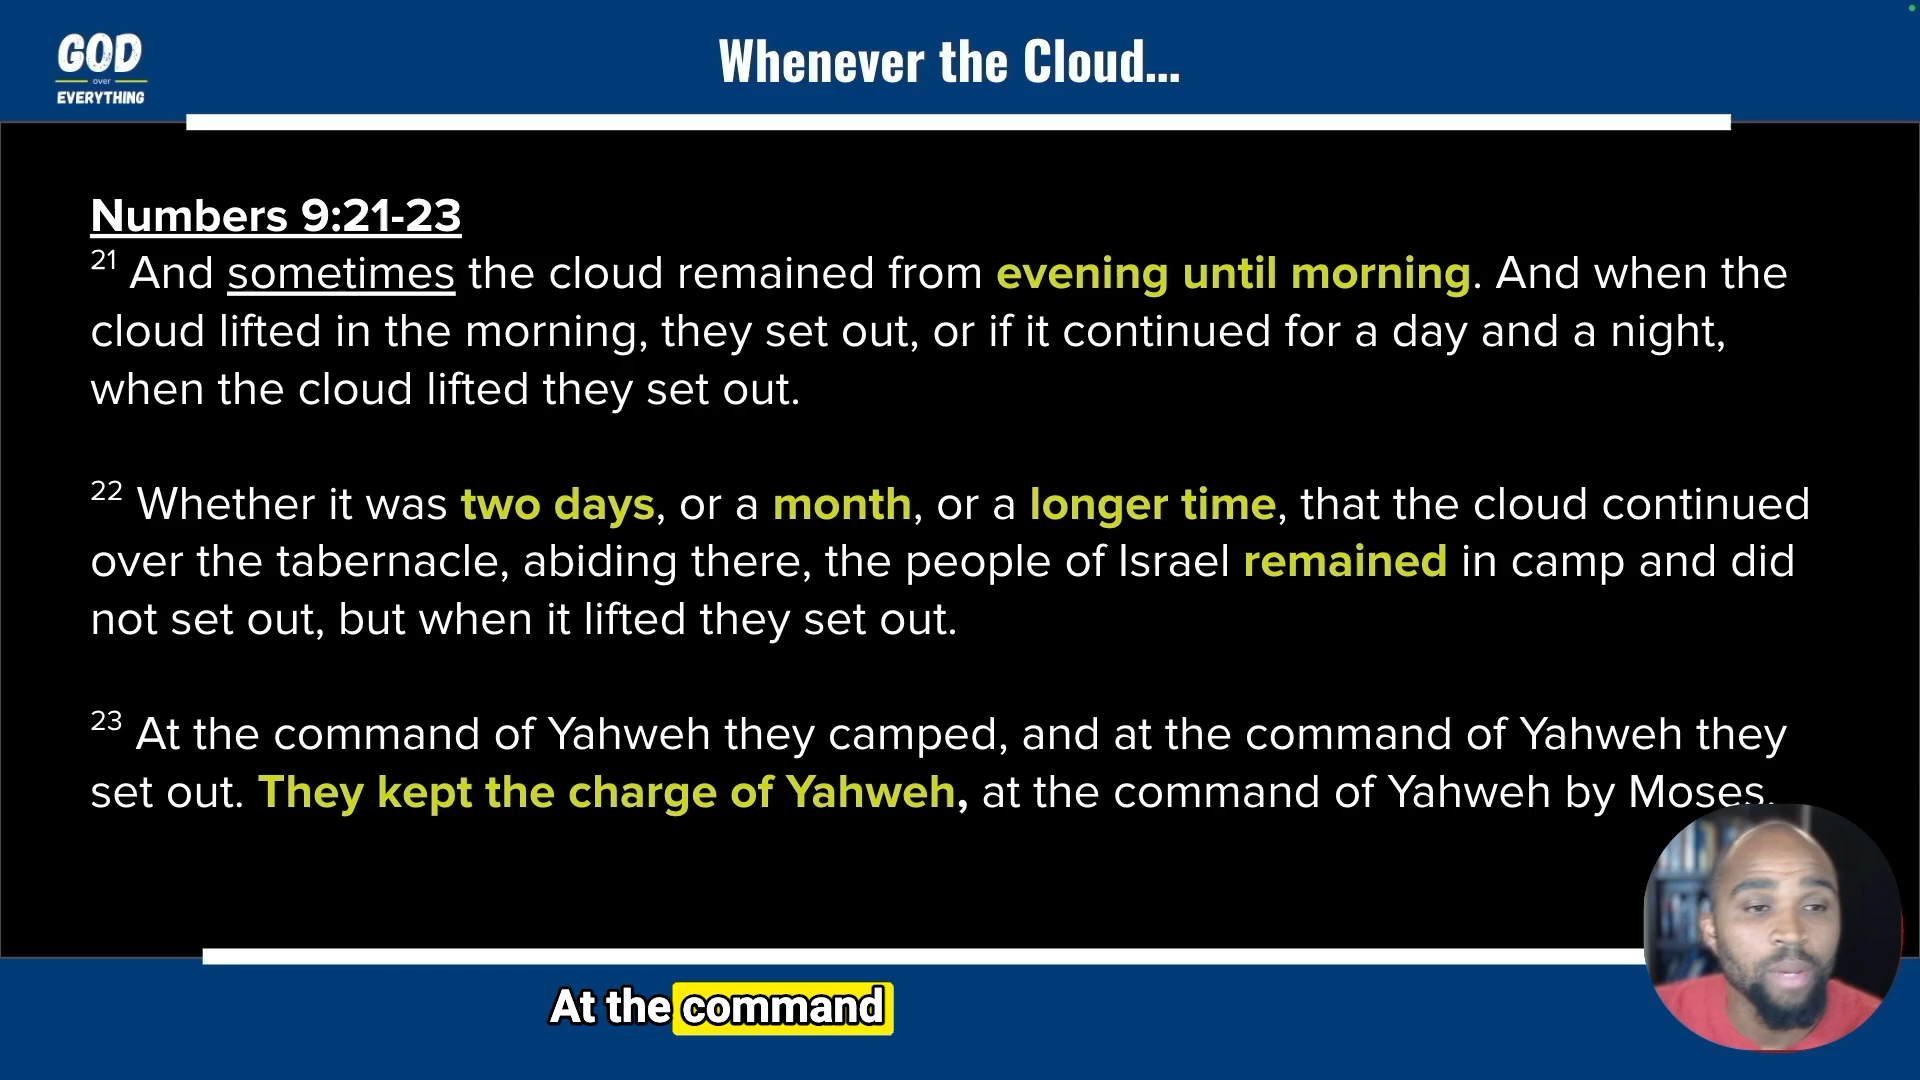 GOD
over
EVERYTHING
Whenever the Cloud...
Numbers 9:21-23
21 And sometimes the cloud remained from evening until morning. And when the
cloud lifted in the morning, they set out, or if it continued for a day and a night,
when the cloud lifted they set out.
22 Whether it was two days, or a month, or a longer time, that the cloud continued
over the tabernacle, abiding there, the people of Israel remained in camp and did
not set out, but when it lifted they set out.
23 At the command of Yahweh they camped, and at the command of Yahweh they
set out. They kept the charge of Yahweh, at the command of Yahweh by Moses.
At the command